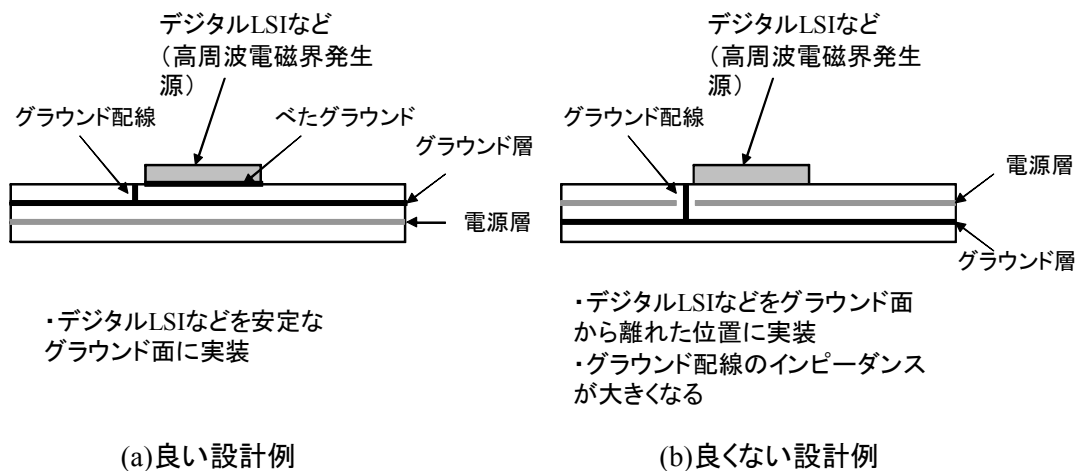 デジタルLSIなど
（高周波電磁界発生
源）
グラウンド配線
べたグラウンド
グラウンド層
電源層
・デジタルLSIなどを安定な
グラウンド面に実装
(a)良い設計例
デジタルLSIなど
（高周波電磁界発生
源）
グラウンド配線
電源層
グラウンド層
・デジタルLSIなどをグラウンド面
から離れた位置に実装
・グラウンド配線のインピーダンス
が大きくなる
(b)良くない設計例